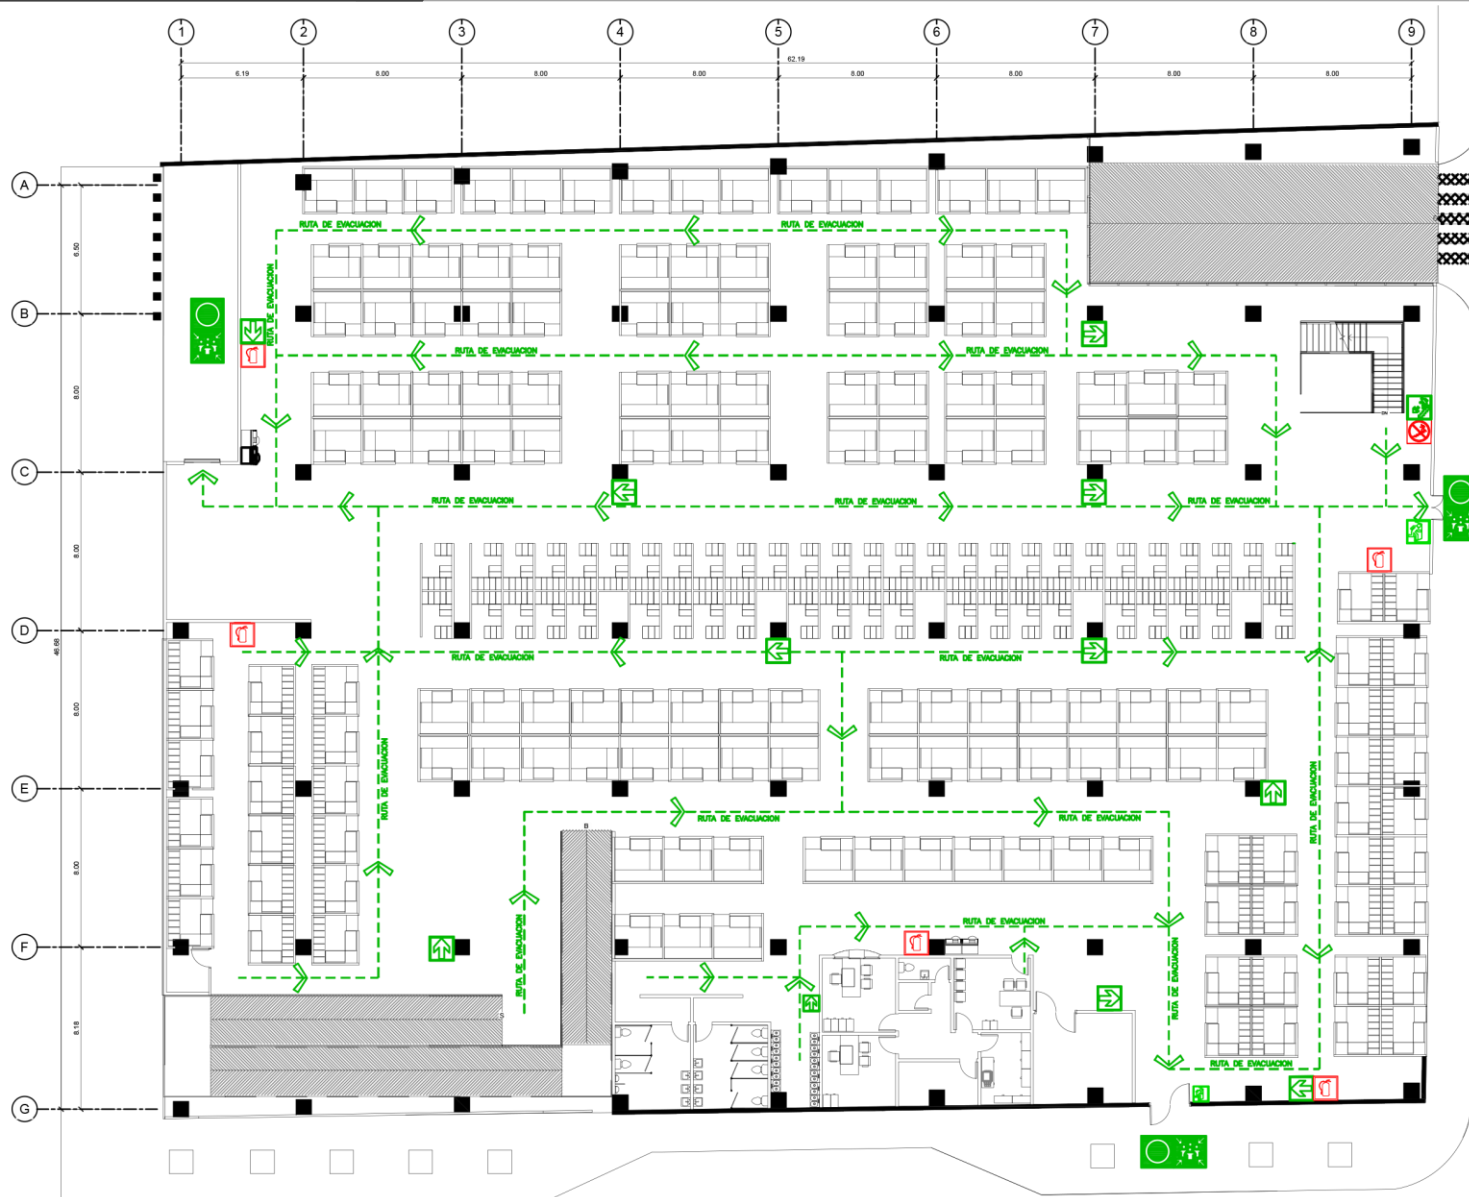 1 2 3 4 5 6 7 8 9
62.19
6.19 8.00 8.00 8.00 8.00 8.00 8.00 8.00
A
RUTA DE EVACUACION RUTA DE EVACUACION
6.50
RUTA DE EVACUACION
B
RUTA DE EVACUACION RUTA DE EVACUACION
8.00
C
RUTA DE EVACUACION RUTA DE EVACUACION RUTA DE EVACUACION
8.00
D
46.68
RUTA DE EVACUACION RUTA DE EVACUACION
8.00
RUTA DE EVACUACION
RUTA DE EVACUACION
E
RUTA DE EVACUACION RUTA DE EVACUACION
B
8.00
RUTA DE EVACUACION
F
RUTA DE EVACUACION
RUTA DE EVACUACION
S
8.18
RUTA DE EVACUACION
G